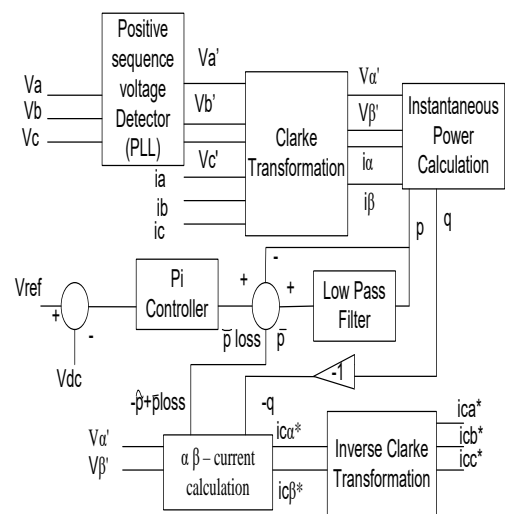 Positive
sequence
voltage
Detector
(PLL)
Va
Vb
Vc
Va'
Vb'
Vc'
ia
ib
ic
Clarke
Transformation
Vα'
Vβ'
iα
iβ
Instantaneous
Power
Calculation
p
q
Vref
+
-
Vdc
Pi
Controller
+
-
+
p̄ loss
p̄
Low Pass
Filter
-1
-p̂+p̄loss
-q
Vα'
Vβ'
α β – current
calculation
icα*
icβ*
Inverse Clarke
Transformation
ica*
icb*
icc*